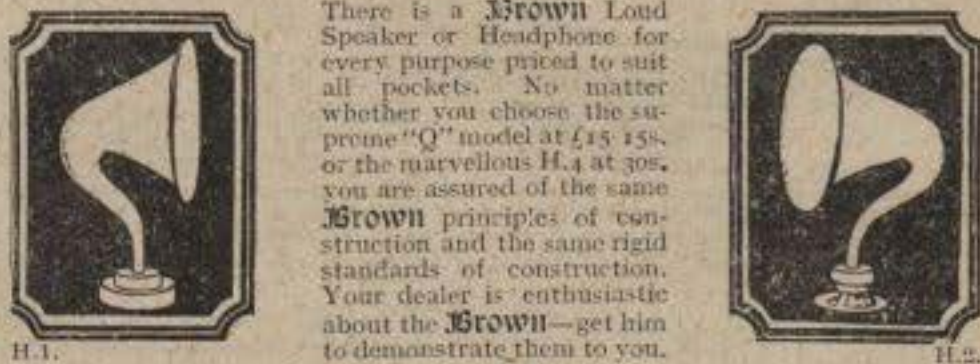 There is a Brown Loud
Speaker or Headphone for
every purpose priced to suit
all pockets. No matter
whether you choose the su-
preme "Q" model at £15 15s.
or the marvellous H.4 at 30s.
you are assured of the same
Brown principles of con-
struction and the same rigid
standards of construction.
Your dealer is enthusiastic
about the Brown—get him
to demonstrate them to you.
H.1.
H.2.